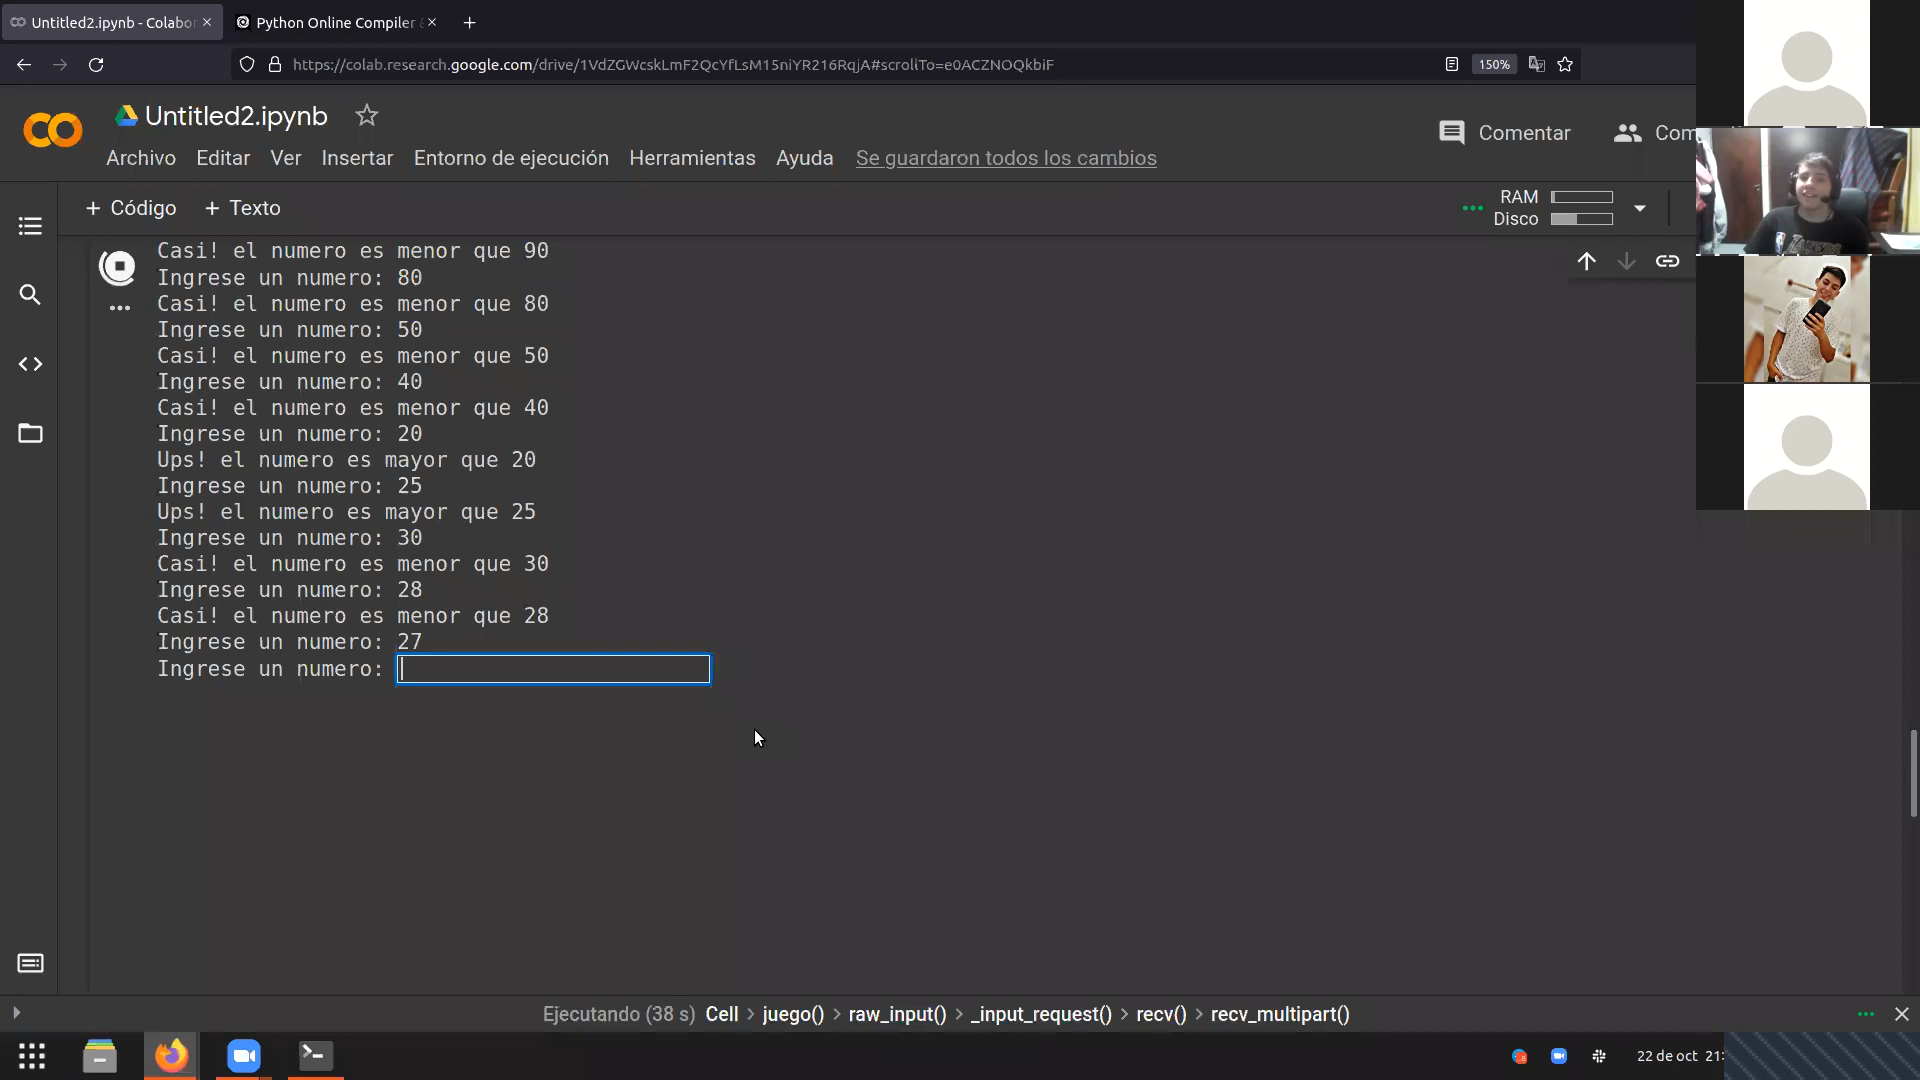 Untitled2.ipynb - Colabo
Python Online Compiler
https://colab.research.google.com/drive/1VdZGWcskLmF2QcYfLsM15niYR216RqjA#scrollTo=e0ACZNOQkbiF
150%
Untitled2.ipynb
Comentar
Com
Archivo Editar Ver Insertar Entorno de ejecución Herramientas Ayuda Se guardaron todos los cambios
+ Código + Texto
RAM
Disco
Casi! el numero es menor que 90
Ingrese un numero: 80
Casi! el numero es menor que 80
Ingrese un numero: 50
Casi! el numero es menor que 50
Ingrese un numero: 40
Casi! el numero es menor que 40
Ingrese un numero: 20
Ups! el numero es mayor que 20
Ingrese un numero: 25
Ups! el numero es mayor que 25
Ingrese un numero: 30
Casi! el numero es menor que 30
Ingrese un numero: 28
Casi! el numero es menor que 28
Ingrese un numero: 27
Ingrese un numero:
Ejecutando (38 s) Cell > juego() > raw_input() > _input_request() > recv() > recv_multipart()
22 de oct 21: